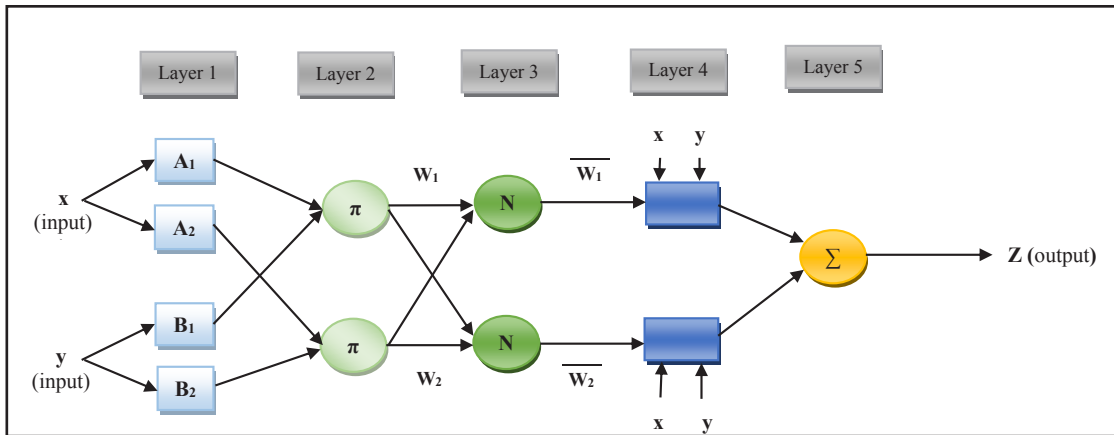 Layer 1 Layer 2 Layer 3 Layer 4 Layer 5
x y
A1
W1 W1
x
(input)
π
N
A2
∑
Z (output)
B1
y
(input)
π
N
B2
W2 W2
x y